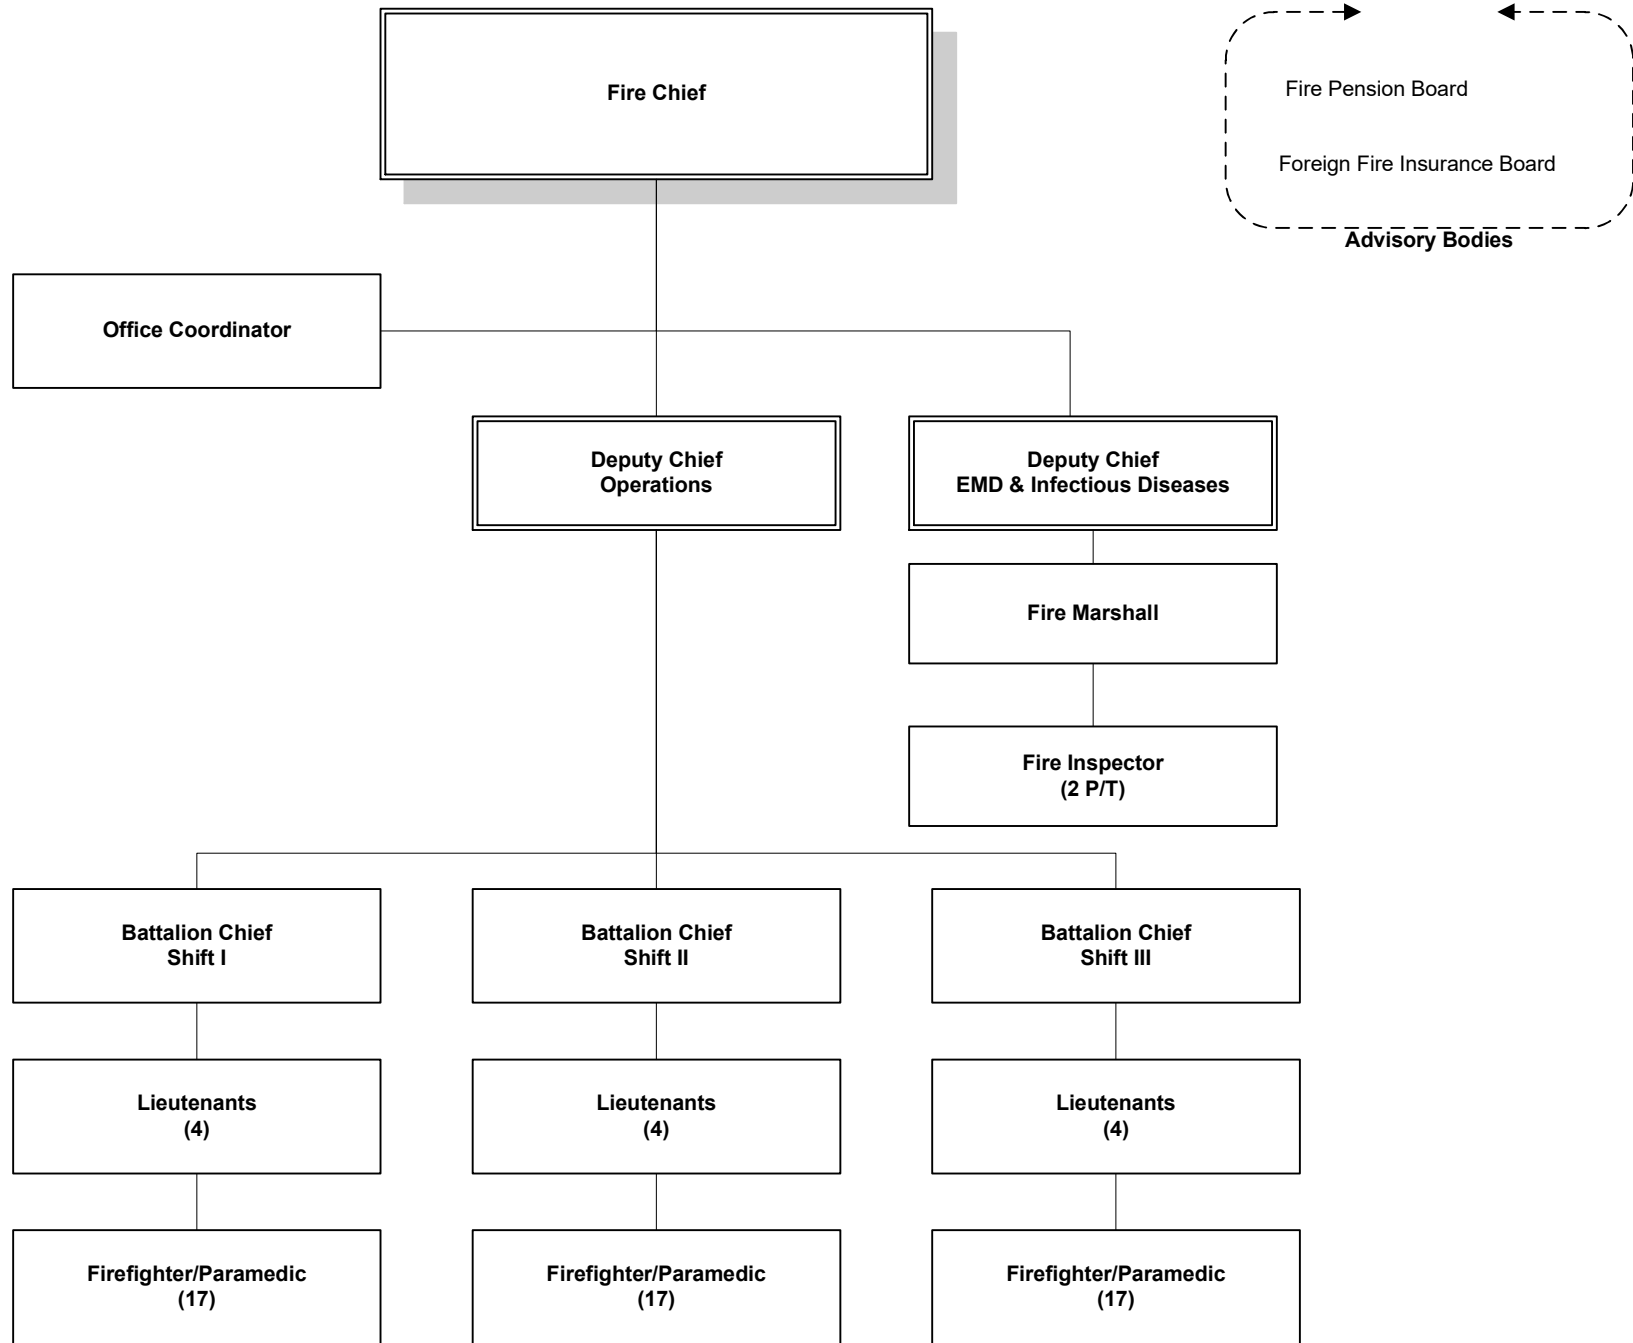 Fire Chief
Fire Pension Board
Foreign Fire Insurance Board
Advisory Bodies
Office Coordinator
Deputy Chief
Operations
Deputy Chief
EMD & Infectious Diseases
Fire Marshall
Fire Inspector
(2 P/T)
Battalion Chief
Shift I
Battalion Chief
Shift II
Battalion Chief
Shift III
Lieutenants
(4)
Lieutenants
(4)
Lieutenants
(4)
Firefighter/Paramedic
(17)
Firefighter/Paramedic
(17)
Firefighter/Paramedic
(17)